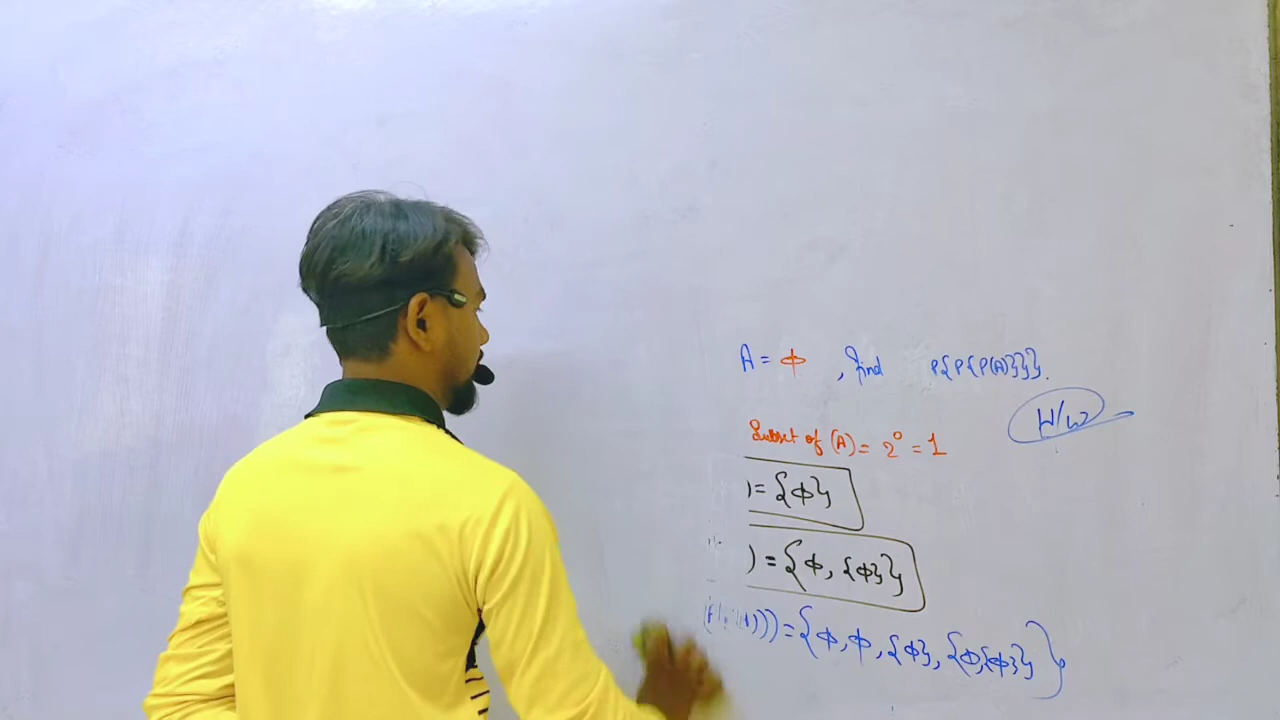 A = ϕ , find P{P{P(A)}}}.
H/w
Subset of (A) = 2⁰ = 1
) = {ϕ}
) = {ϕ, {ϕ}}
))) = {ϕ, ϕ, {ϕ}, {ϕ,{ϕ}}}